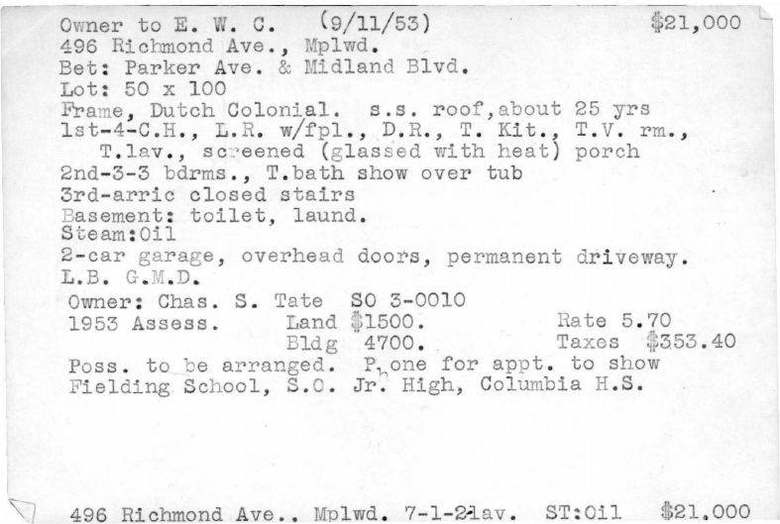 Owner to E. W. C.   (9/11/53)   $21,000
496 Richmond Ave., Mplwd.
Bet: Parker Ave. & Midland Blvd.
Lot: 50 x 100
Frame, Dutch Colonial.  s.s. roof,about 25 yrs
1st-4-C.H., L.R. w/fpl., D.R., T. Kit., T.V. rm.,
T.lav., screened (glassed with heat) porch
2nd-3-3 bdrms., T.bath show over tub
3rd-arric closed stairs
Basement: toilet, laund.
Steam:Oil
2-car garage, overhead doors, permanent driveway.
L.B. G.M.D.
Owner: Chas. S. Tate  SO 3-0010
1953 Assess.   Land $1500.   Rate 5.70
Bldg  4700.   Taxes  $353.40
Poss. to be arranged.  Phone for appt. to show
Fielding School, S.O. Jr. High, Columbia H.S.
496 Richmond Ave., Mplwd. 7-1-2lav.  ST:Oil   $21,000